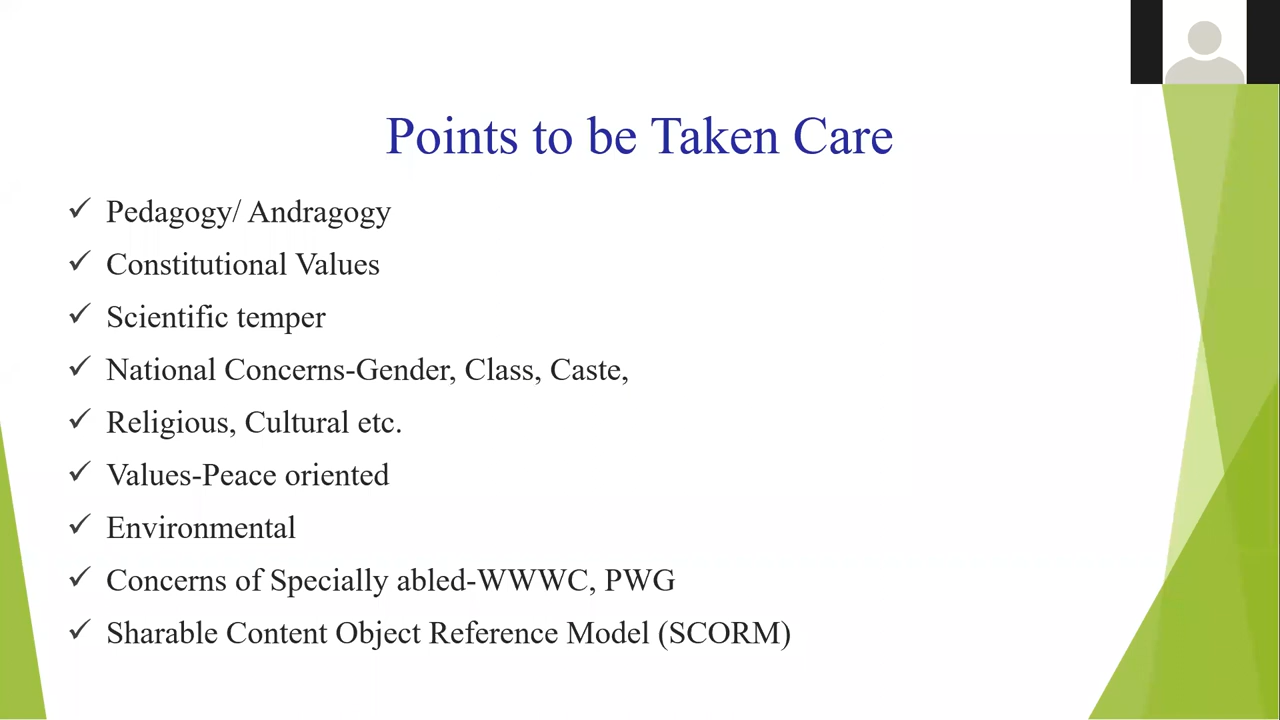 Points to be Taken Care
✓ Pedagogy/ Andragogy
✓ Constitutional Values
✓ Scientific temper
✓ National Concerns-Gender, Class, Caste,
✓ Religious, Cultural etc.
✓ Values-Peace oriented
✓ Environmental
✓ Concerns of Specially abled-WWWC, PWG
✓ Sharable Content Object Reference Model (SCORM)